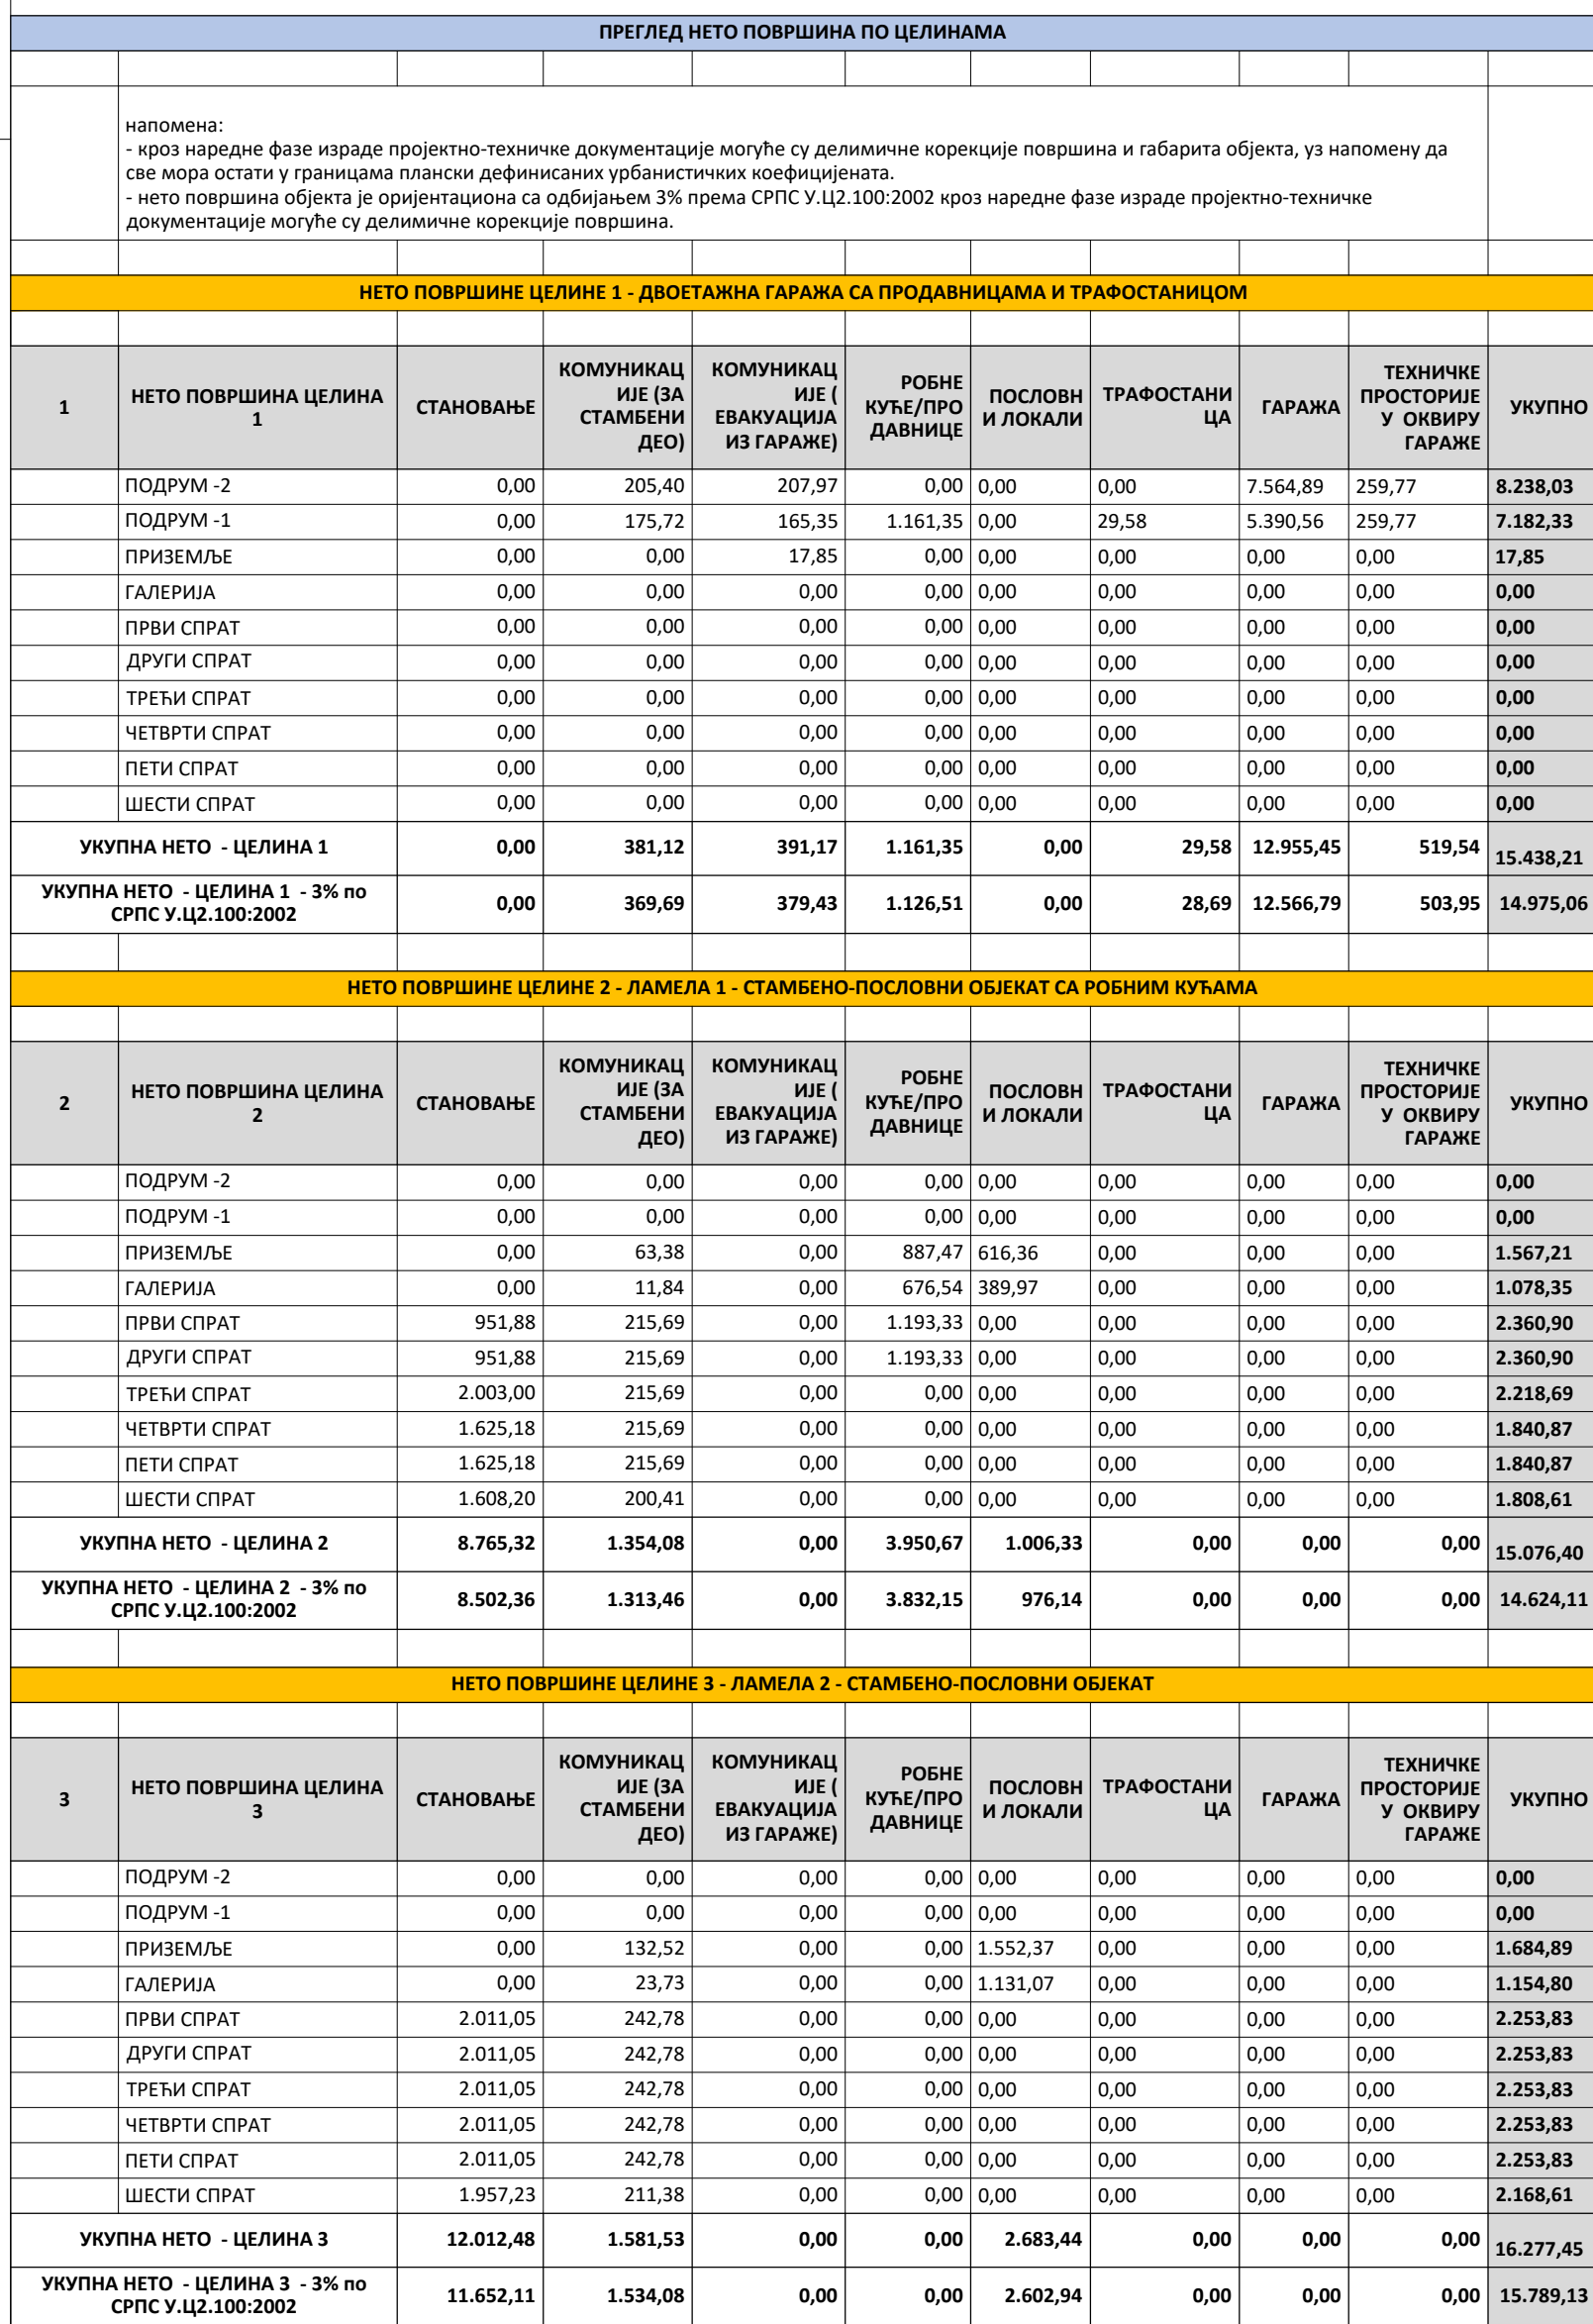 ПРЕГЛЕД НЕТО ПОВРШИНА ПО ЦЕЛИНАМА
напомена:
- кроз наредне фазе израде пројектно-техничке документације могуће су делимичне корекције површина и габарита објекта, уз напомену да
све мора остати у границама плански дефинисаних урбанистичких коефицијената.
- нето површина објекта је оријентациона са одбијањем 3% према СРПС У.Ц2.100:2002 кроз наредне фазе израде пројектно-техничке
документације могуће су делимичне корекције површина.
НЕТО ПОВРШИНЕ ЦЕЛИНЕ 1 - ДВОЕТАЖНА ГАРАЖА СА ПРОДАВНИЦАМА И ТРАФОСТАНИЦОМ
1 НЕТО ПОВРШИНА ЦЕЛИНА 1 СТАНОВАЊЕ КОМУНИКАЦИЈЕ (ЗА СТАМБЕНИ ДЕО) КОМУНИКАЦИЈЕ ( ЕВАКУАЦИЈА ИЗ ГАРАЖЕ) РОБНЕ КУЋЕ/ПРОДАВНИЦЕ ПОСЛОВНИ ЛОКАЛИ ТРАФОСТАНИЦА ГАРАЖА ТЕХНИЧКЕ ПРОСТОРИЈЕ У ОКВИРУ ГАРАЖЕ УКУПНО
ПОДРУМ -2 0,00 205,40 207,97 0,00 0,00 0,00 7.564,89 259,77 8.238,03
ПОДРУМ -1 0,00 175,72 165,35 1.161,35 0,00 29,58 5.390,56 259,77 7.182,33
ПРИЗЕМЉЕ 0,00 0,00 17,85 0,00 0,00 0,00 0,00 0,00 17,85
ГАЛЕРИЈА 0,00 0,00 0,00 0,00 0,00 0,00 0,00 0,00 0,00
ПРВИ СПРАТ 0,00 0,00 0,00 0,00 0,00 0,00 0,00 0,00 0,00
ДРУГИ СПРАТ 0,00 0,00 0,00 0,00 0,00 0,00 0,00 0,00 0,00
ТРЕЋИ СПРАТ 0,00 0,00 0,00 0,00 0,00 0,00 0,00 0,00 0,00
ЧЕТВРТИ СПРАТ 0,00 0,00 0,00 0,00 0,00 0,00 0,00 0,00 0,00
ПЕТИ СПРАТ 0,00 0,00 0,00 0,00 0,00 0,00 0,00 0,00 0,00
ШЕСТИ СПРАТ 0,00 0,00 0,00 0,00 0,00 0,00 0,00 0,00 0,00
УКУПНА НЕТО - ЦЕЛИНА 1 0,00 381,12 391,17 1.161,35 0,00 29,58 12.955,45 519,54 15.438,21
УКУПНА НЕТО - ЦЕЛИНА 1 - 3% по СРПС У.Ц2.100:2002 0,00 369,69 379,43 1.126,51 0,00 28,69 12.566,79 503,95 14.975,06
НЕТО ПОВРШИНЕ ЦЕЛИНЕ 2 - ЛАМЕЛА 1 - СТАМБЕНО-ПОСЛОВНИ ОБЈЕКАТ СА РОБНИМ КУЋАМА
2 НЕТО ПОВРШИНА ЦЕЛИНА 2 СТАНОВАЊЕ КОМУНИКАЦИЈЕ (ЗА СТАМБЕНИ ДЕО) КОМУНИКАЦИЈЕ ( ЕВАКУАЦИЈА ИЗ ГАРАЖЕ) РОБНЕ КУЋЕ/ПРОДАВНИЦЕ ПОСЛОВНИ ЛОКАЛИ ТРАФОСТАНИЦА ГАРАЖА ТЕХНИЧКЕ ПРОСТОРИЈЕ У ОКВИРУ ГАРАЖЕ УКУПНО
ПОДРУМ -2 0,00 0,00 0,00 0,00 0,00 0,00 0,00 0,00 0,00
ПОДРУМ -1 0,00 0,00 0,00 0,00 0,00 0,00 0,00 0,00 0,00
ПРИЗЕМЉЕ 0,00 63,38 0,00 887,47 616,36 0,00 0,00 0,00 1.567,21
ГАЛЕРИЈА 0,00 11,84 0,00 676,54 389,97 0,00 0,00 0,00 1.078,35
ПРВИ СПРАТ 951,88 215,69 0,00 1.193,33 0,00 0,00 0,00 0,00 2.360,90
ДРУГИ СПРАТ 951,88 215,69 0,00 1.193,33 0,00 0,00 0,00 0,00 2.360,90
ТРЕЋИ СПРАТ 2.003,00 215,69 0,00 0,00 0,00 0,00 0,00 0,00 2.218,69
ЧЕТВРТИ СПРАТ 1.625,18 215,69 0,00 0,00 0,00 0,00 0,00 0,00 1.840,87
ПЕТИ СПРАТ 1.625,18 215,69 0,00 0,00 0,00 0,00 0,00 0,00 1.840,87
ШЕСТИ СПРАТ 1.608,20 200,41 0,00 0,00 0,00 0,00 0,00 0,00 1.808,61
УКУПНА НЕТО - ЦЕЛИНА 2 8.765,32 1.354,08 0,00 3.950,67 1.006,33 0,00 0,00 0,00 15.076,40
УКУПНА НЕТО - ЦЕЛИНА 2 - 3% по СРПС У.Ц2.100:2002 8.502,36 1.313,46 0,00 3.832,15 976,14 0,00 0,00 0,00 14.624,11
НЕТО ПОВРШИНЕ ЦЕЛИНЕ 3 - ЛАМЕЛА 2 - СТАМБЕНО-ПОСЛОВНИ ОБЈЕКАТ
3 НЕТО ПОВРШИНА ЦЕЛИНА 3 СТАНОВАЊЕ КОМУНИКАЦИЈЕ (ЗА СТАМБЕНИ ДЕО) КОМУНИКАЦИЈЕ ( ЕВАКУАЦИЈА ИЗ ГАРАЖЕ) РОБНЕ КУЋЕ/ПРОДАВНИЦЕ ПОСЛОВНИ ЛОКАЛИ ТРАФОСТАНИЦА ГАРАЖА ТЕХНИЧКЕ ПРОСТОРИЈЕ У ОКВИРУ ГАРАЖЕ УКУПНО
ПОДРУМ -2 0,00 0,00 0,00 0,00 0,00 0,00 0,00 0,00 0,00
ПОДРУМ -1 0,00 0,00 0,00 0,00 0,00 0,00 0,00 0,00 0,00
ПРИЗЕМЉЕ 0,00 132,52 0,00 0,00 1.552,37 0,00 0,00 0,00 1.684,89
ГАЛЕРИЈА 0,00 23,73 0,00 0,00 1.131,07 0,00 0,00 0,00 1.154,80
ПРВИ СПРАТ 2.011,05 242,78 0,00 0,00 0,00 0,00 0,00 0,00 2.253,83
ДРУГИ СПРАТ 2.011,05 242,78 0,00 0,00 0,00 0,00 0,00 0,00 2.253,83
ТРЕЋИ СПРАТ 2.011,05 242,78 0,00 0,00 0,00 0,00 0,00 0,00 2.253,83
ЧЕТВРТИ СПРАТ 2.011,05 242,78 0,00 0,00 0,00 0,00 0,00 0,00 2.253,83
ПЕТИ СПРАТ 2.011,05 242,78 0,00 0,00 0,00 0,00 0,00 0,00 2.253,83
ШЕСТИ СПРАТ 1.957,23 211,38 0,00 0,00 0,00 0,00 0,00 0,00 2.168,61
УКУПНА НЕТО - ЦЕЛИНА 3 12.012,48 1.581,53 0,00 0,00 2.683,44 0,00 0,00 0,00 16.277,45
УКУПНА НЕТО - ЦЕЛИНА 3 - 3% по СРПС У.Ц2.100:2002 11.652,11 1.534,08 0,00 0,00 2.602,94 0,00 0,00 0,00 15.789,13